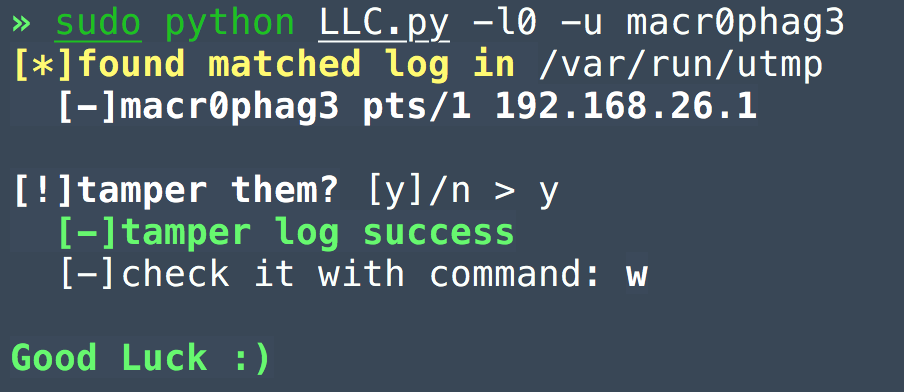 » sudo python LLC.py -l0 -u macr0phag3
[*]found matched log in /var/run/utmp
[-]macr0phag3 pts/1 192.168.26.1
[!]tamper them? [y]/n > y
[-]tamper log success
[-]check it with command: w
Good Luck :)